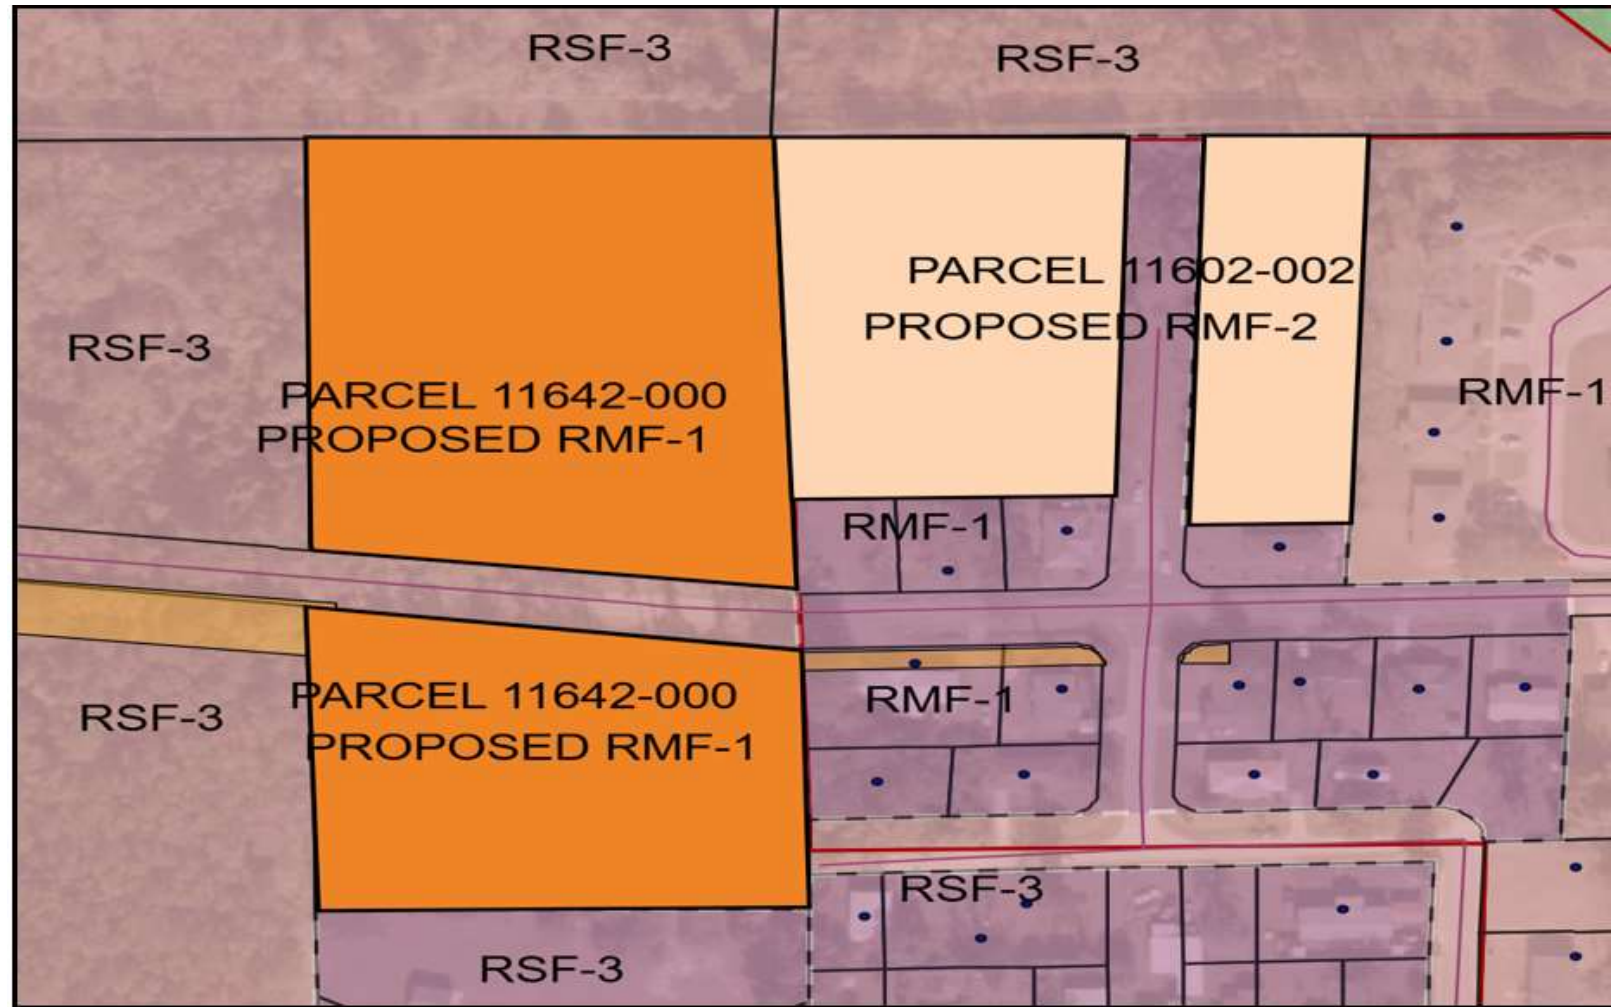 RSF-3
RSF-3
PARCEL 11602-002
PROPOSED RMF-2
RSF-3
PARCEL 11642-000
PROPOSED RMF-1
RMF-1
RMF-1
PARCEL 11642-000
PROPOSED RMF-1
RMF-1
RSF-3
RSF-3
RSF-3